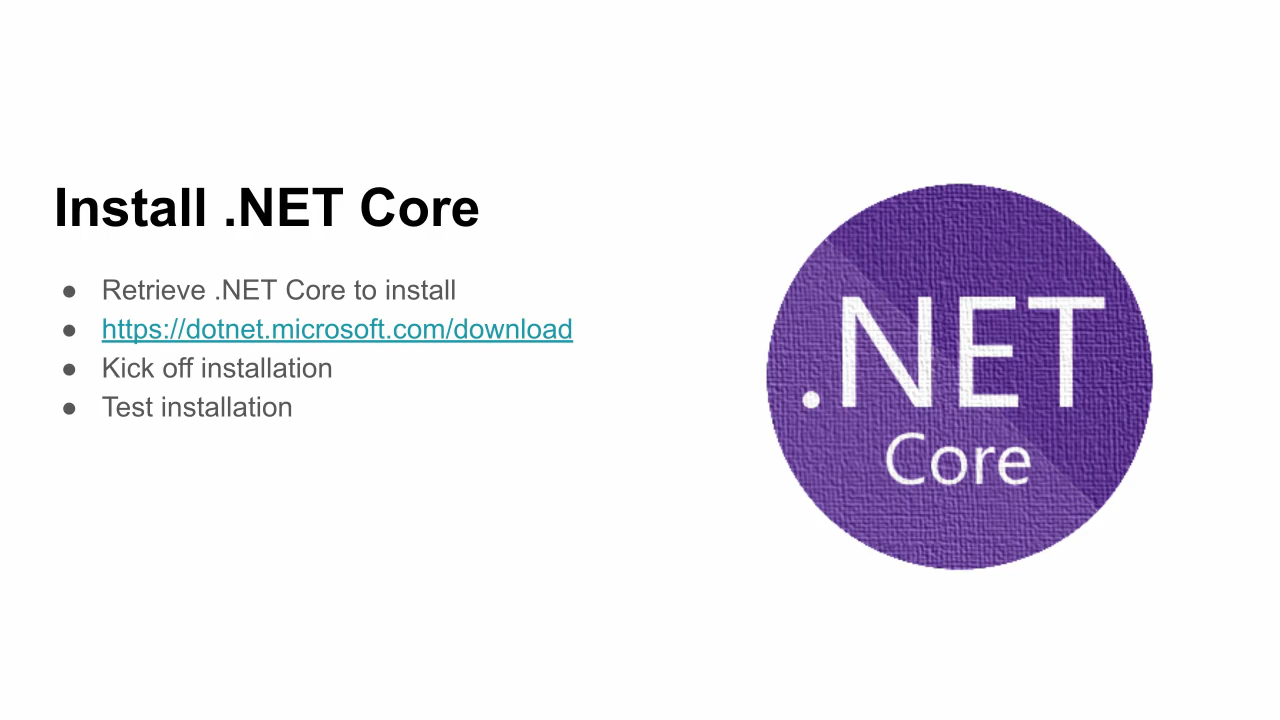 Install .NET Core
● Retrieve .NET Core to install
● https://dotnet.microsoft.com/download
● Kick off installation
● Test installation
.NET
Core